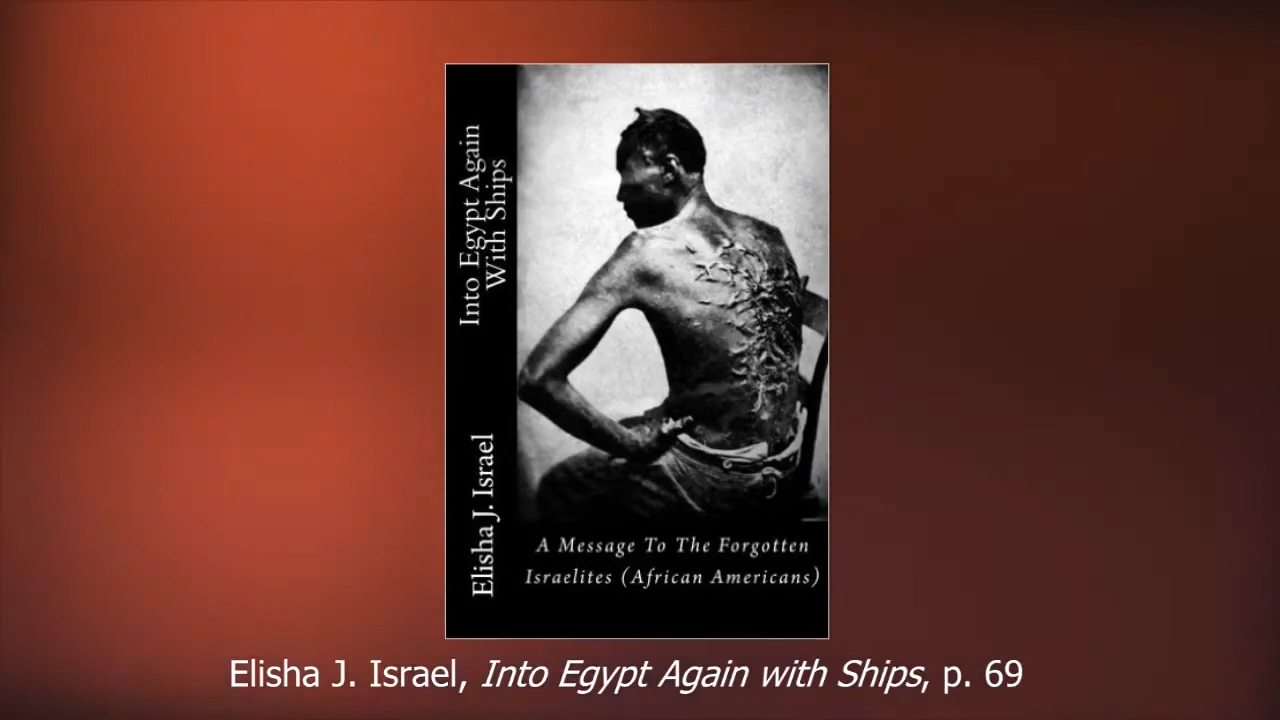 Into Egypt Again
With Ships
Elisha J. Israel
A Message To The Forgotten
Israelites (African Americans)
Elisha J. Israel, Into Egypt Again with Ships, p. 69